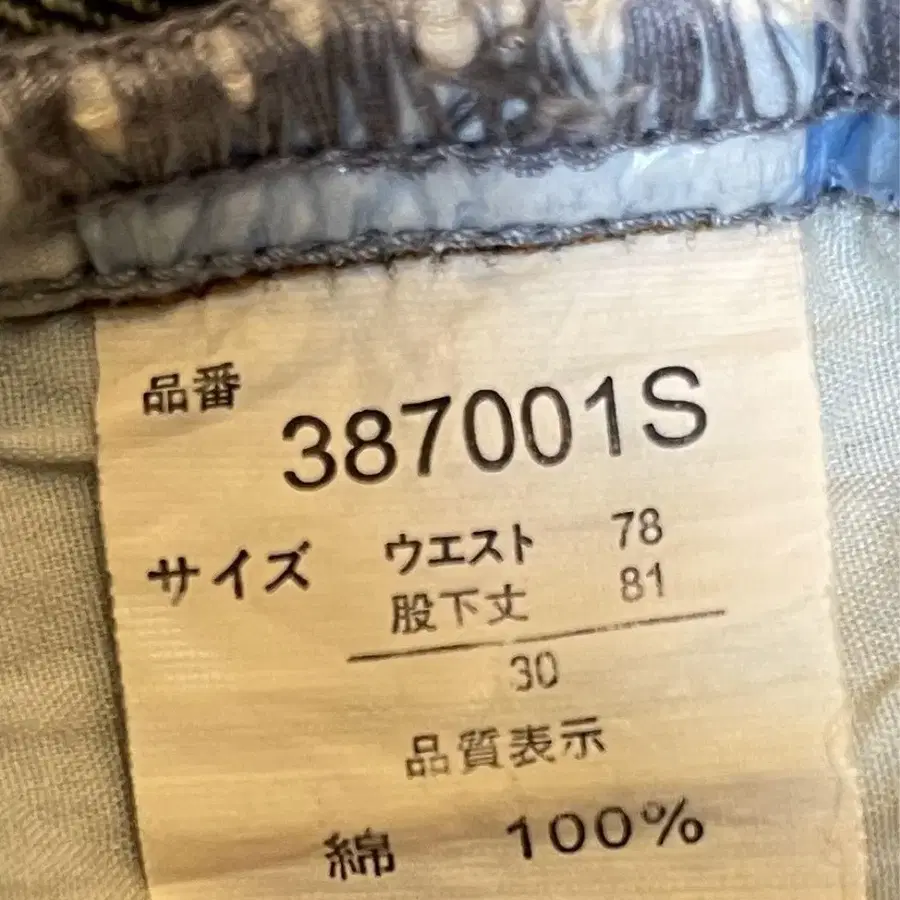 品番 387001S
サイズ ウエスト 78
股下丈 81
30
品質表示
綿 100%